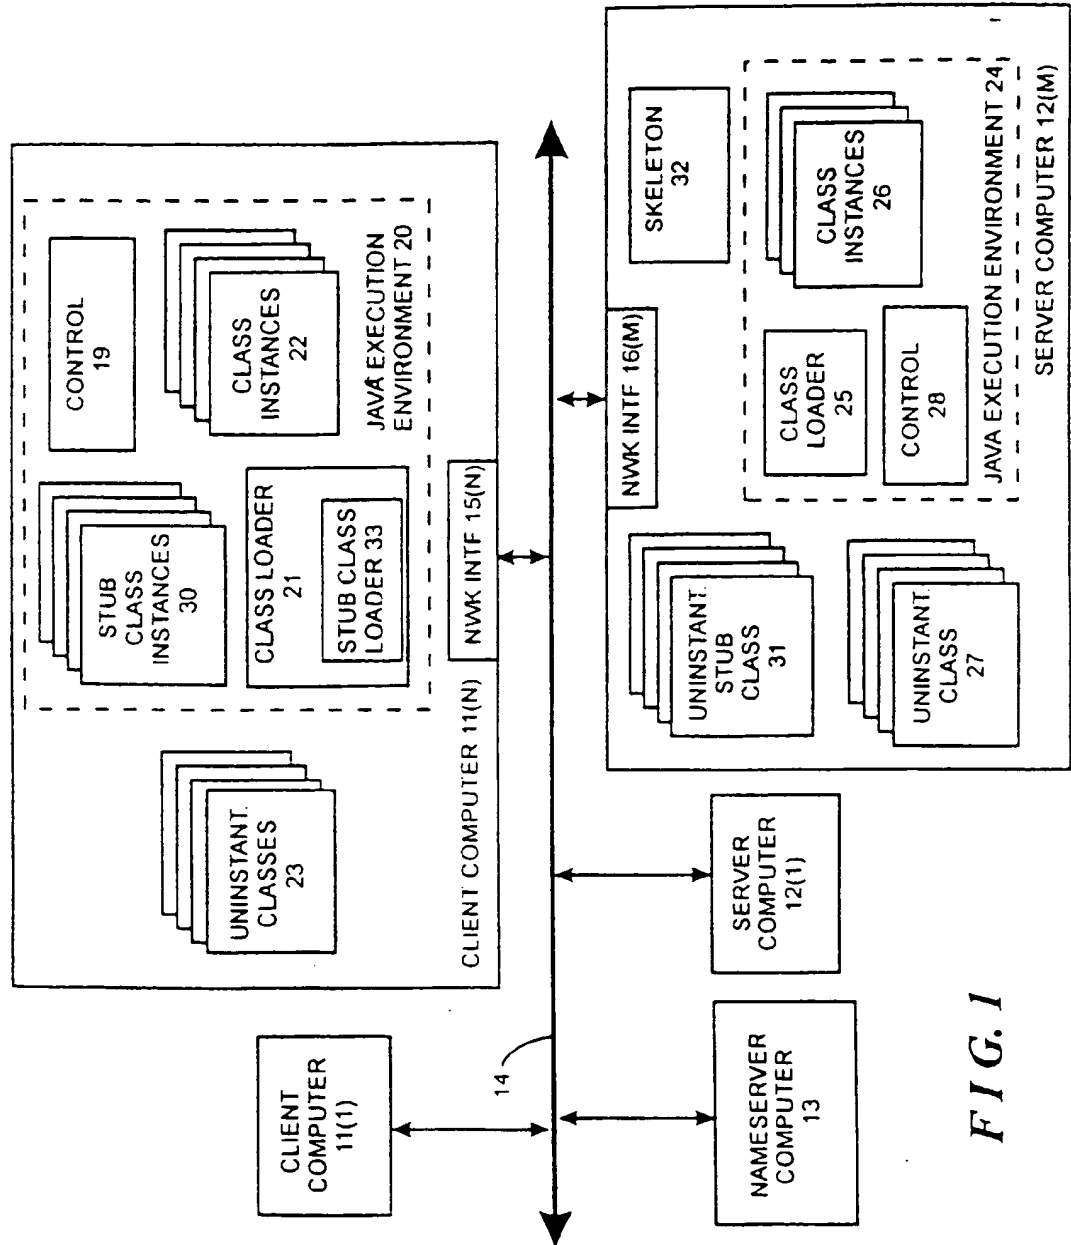 CLIENT
COMPUTER
11(1)
UNINSTANT.
CLASSES
23
CLIENT COMPUTER 11(N)
STUB
CLASS
INSTANCES
30
CLASS LOADER
21
STUB CLASS
LOADER 33
CONTROL
19
CLASS
INSTANCES
22
JAVA EXECUTION
ENVIRONMENT 20
NWK INTF 15(N)
14
NAMESERVER
COMPUTER
13
SERVER
COMPUTER
12(1)
NWK INTF 16(M)
UNINSTANT.
STUB
CLASS
31
UNINSTANT.
CLASS
27
SKELETON
32
CLASS
LOADER
25
CLASS
INSTANCES
26
CONTROL
28
JAVA EXECUTION ENVIRONMENT 24
SERVER COMPUTER 12(M)
FIG. 1